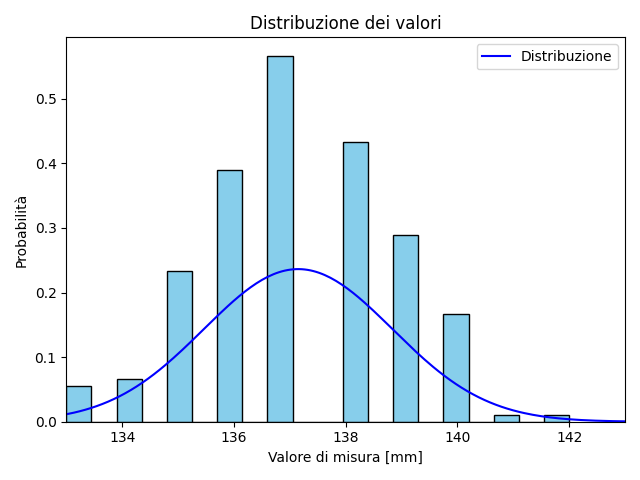 Distribuzione dei valori
Distribuzione
Probabilità
0.5
0.4
0.3
0.2
0.1
0.0
134 136 138 140 142
Valore di misura [mm]